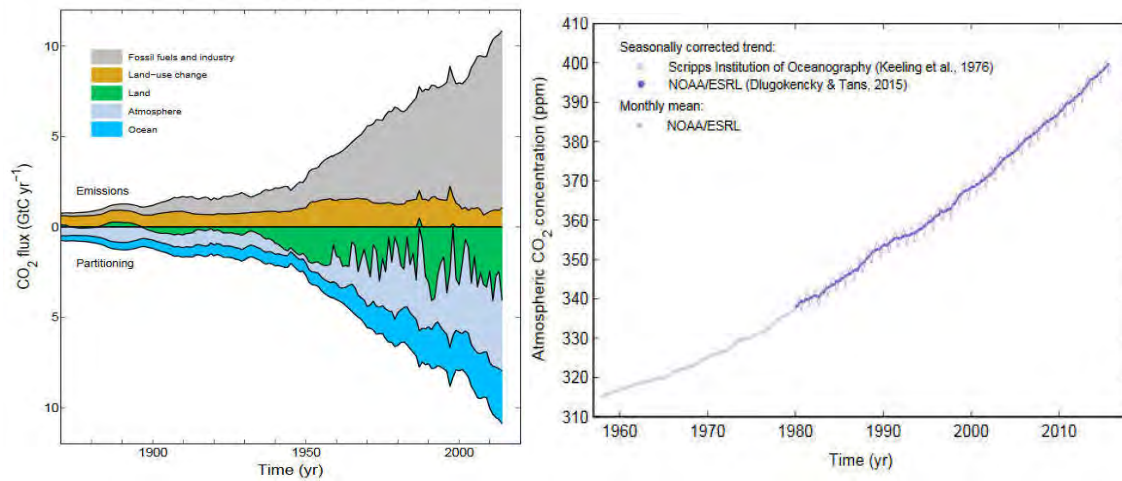 10
5
0
5
10
CO2 flux (GtC yr−1)
Fossil fuels and industry
Land−use change
Land
Atmosphere
Ocean
Emissions
Partitioning
1900
1950
2000
Time (yr)
410
400
390
380
370
360
350
340
330
320
310
Atmospheric CO2 concentration (ppm)
Seasonally corrected trend:
Scripps Institution of Oceanography (Keeling et al., 1976)
NOAA/ESRL (Dlugokencky & Tans, 2015)
Monthly mean:
NOAA/ESRL
1960
1970
1980
1990
2000
2010
Time (yr)